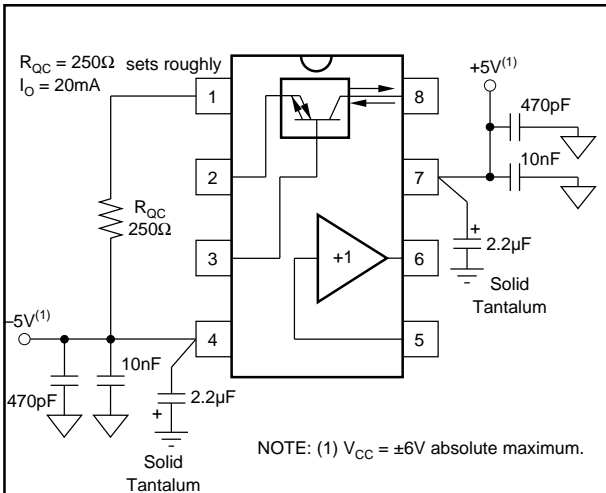 R_QC = 250Ω sets roughly
I_O = 20mA
1
8
+5V(1)
470pF
10nF
2
7
R_QC
250Ω
+
2.2µF
3
+1
6
Solid
Tantalum
–5V(1)
4
5
470pF
10nF
+
2.2µF
Solid
Tantalum
NOTE: (1) V_CC = ±6V absolute maximum.